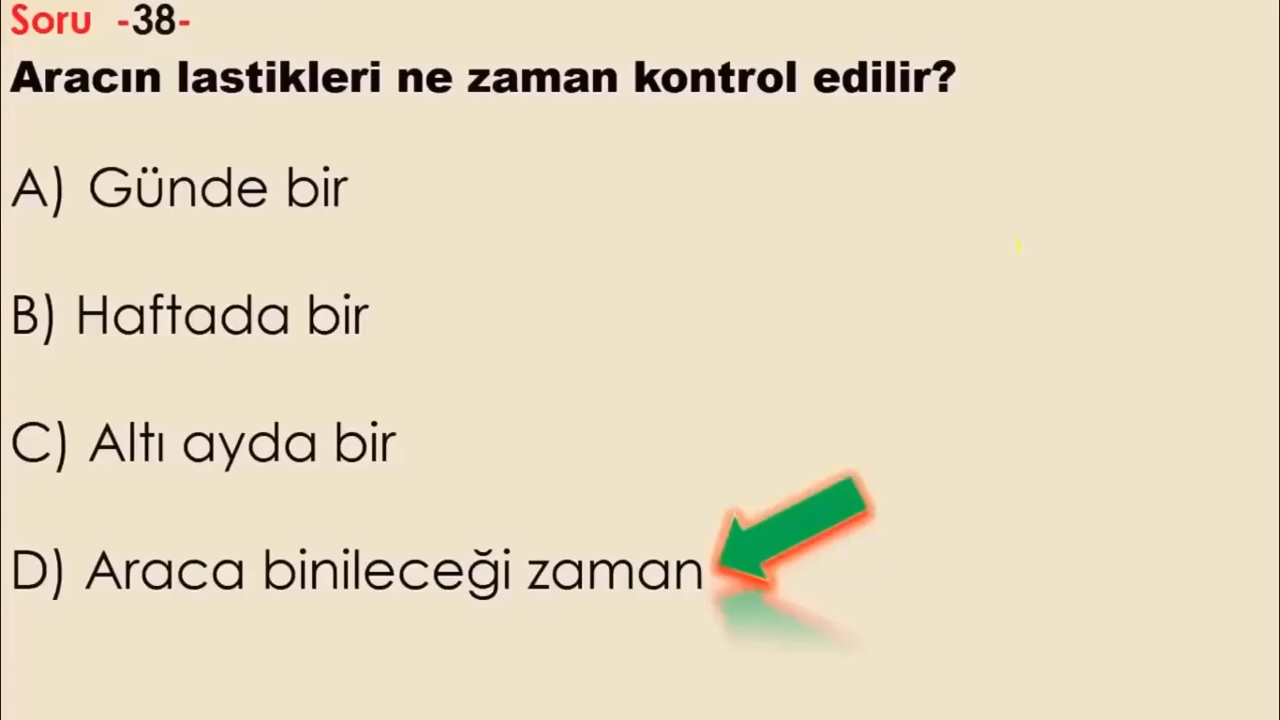 Soru -38-
Aracın lastikleri ne zaman kontrol edilir?
A) Günde bir
B) Haftada bir
C) Altı ayda bir
D) Araca binileceği zaman